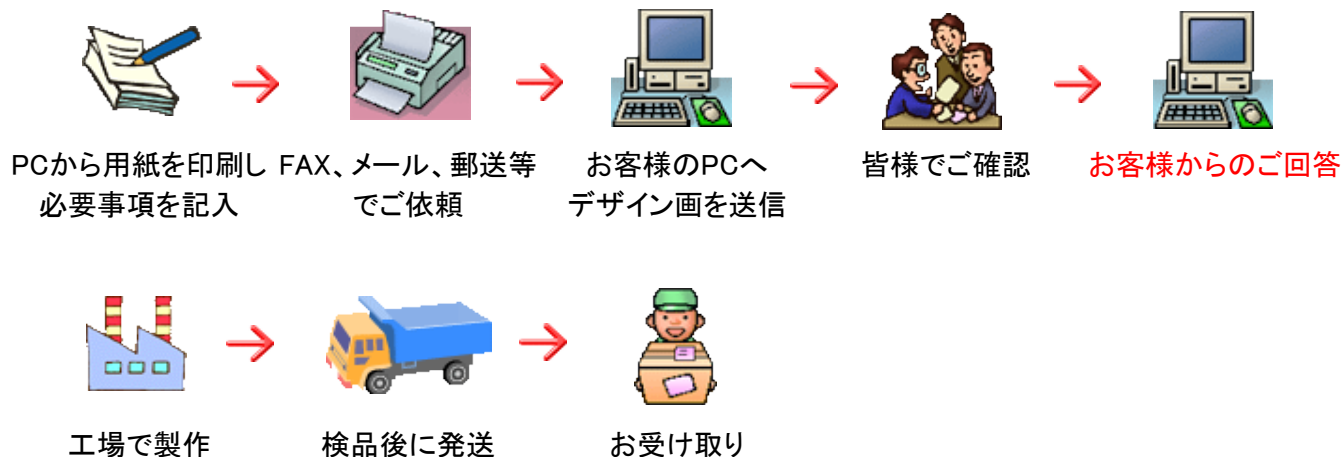 PCから用紙を印刷し
必要事項を記入
FAX、メール、郵送等
でご依頼
お客様のPCへ
デザイン画を送信
皆様でご確認
お客様からのご回答
工場で製作
検品後に発送
お受け取り